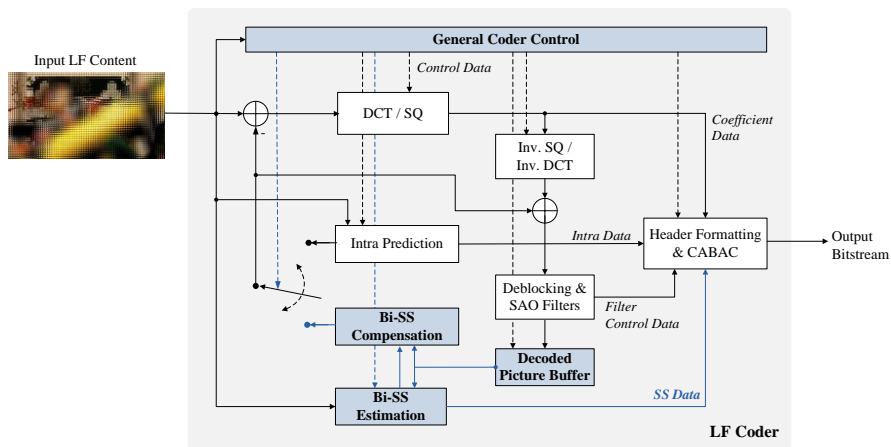 General Coder Control
Input LF Content
Control Data
DCT / SQ
-
Coefficient
Data
Inv. SQ /
Inv. DCT
Intra Prediction
Intra Data
Header Formatting
& CABAC
Output
Bitstream
Deblocking &
SAO Filters
Filter
Control Data
Bi-SS
Compensation
Decoded
Picture Buffer
Bi-SS
Estimation
SS Data
LF Coder